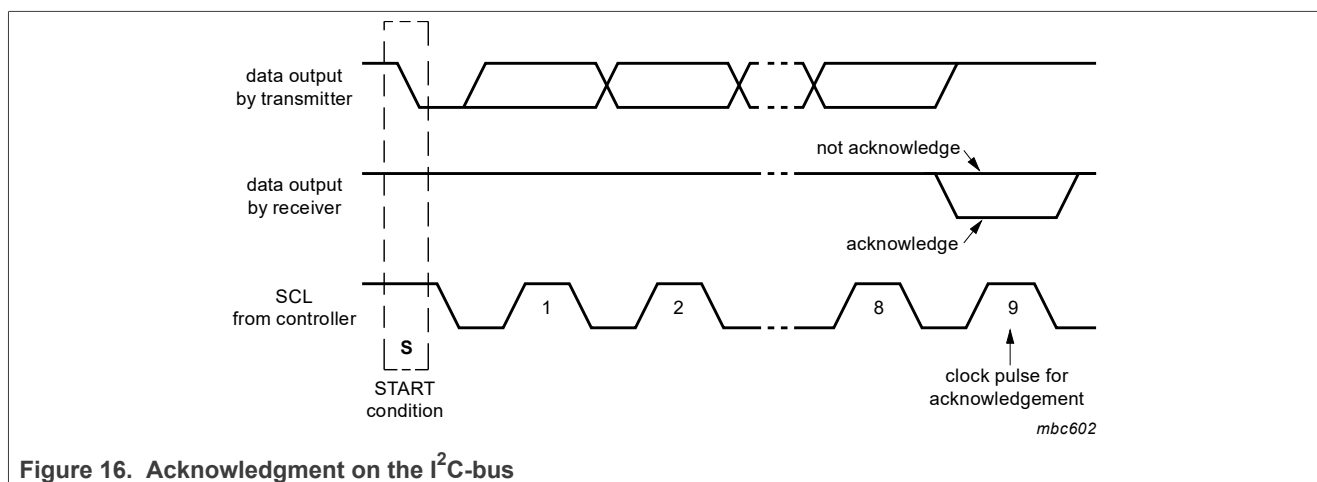 data output
by transmitter
not acknowledge
data output
by receiver
acknowledge
SCL
from controller
1
2
8
9
S
START
condition
clock pulse for
acknowledgement
mbc602
Figure 16. Acknowledgment on the I²C-bus